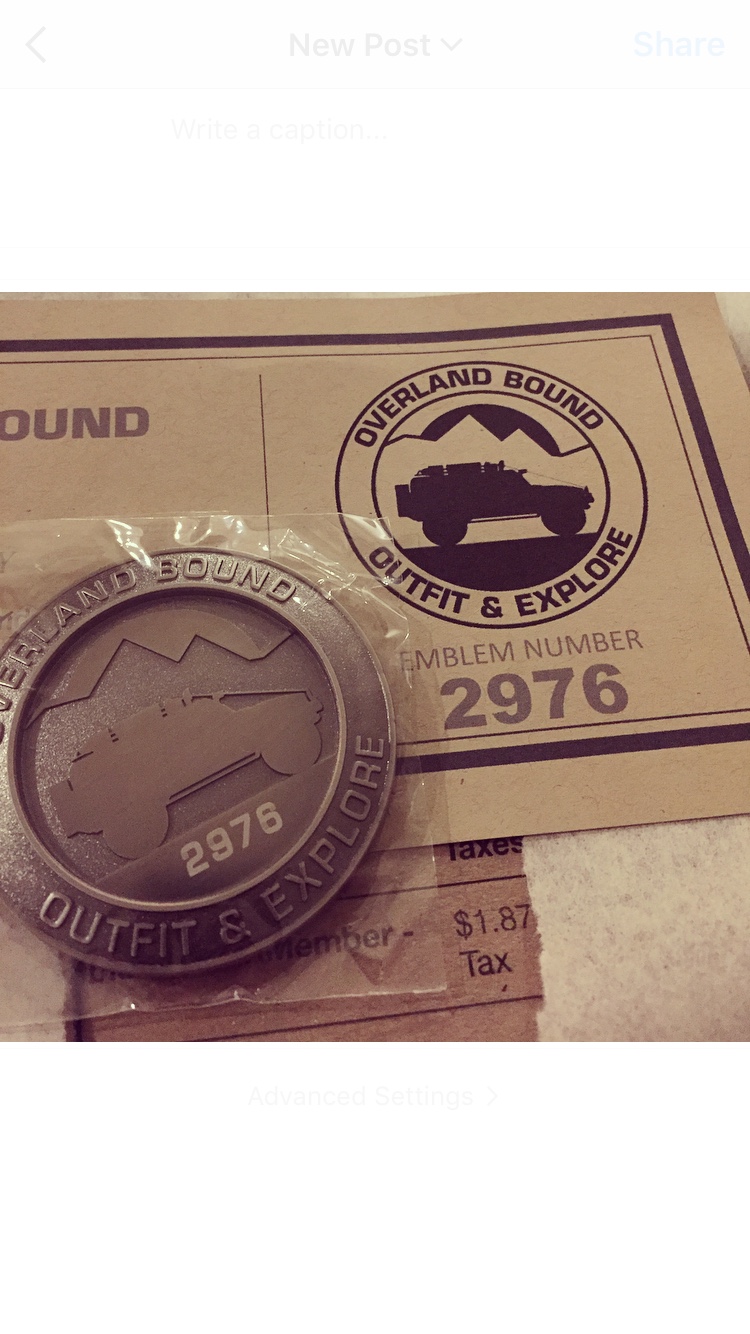 New Post
Share
Write a caption...
OUND
OVERLAND BOUND
OUTFIT & EXPLORE
EMBLEM NUMBER
2976
OVERLAND BOUND
2976
OUTFIT & EXPLORE
Taxes
Member -
$1.87
Tax
Advanced Settings